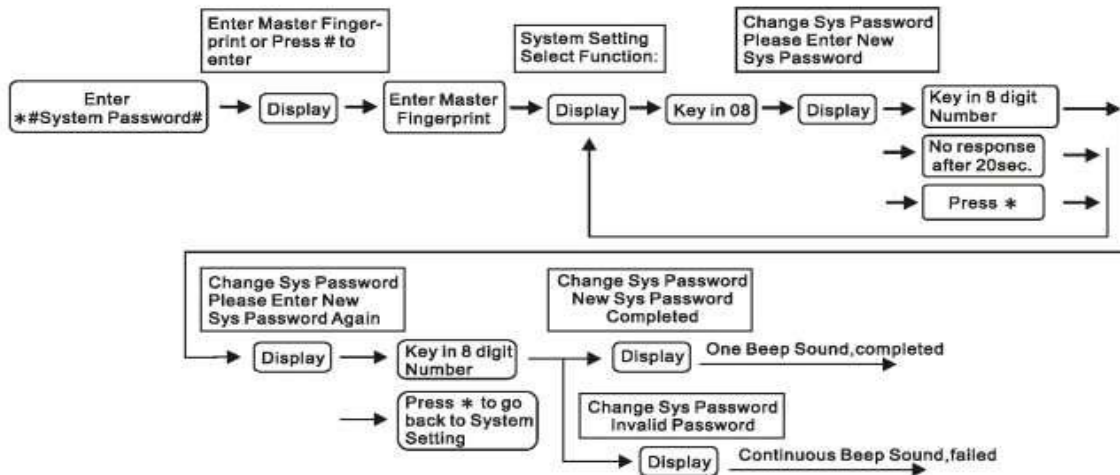 Enter Master Finger-
print or Press # to
enter
System Setting
Select Function:
Change Sys Password
Please Enter New
Sys Password
Enter
*#System Password#
Display
Enter Master
Fingerprint
Display
Key in 08
Display
Key in 8 digit
Number
No response
after 20sec.
Press *
Change Sys Password
Please Enter New
Sys Password Again
Change Sys Password
New Sys Password
Completed
Display
Key in 8 digit
Number
Display
One Beep Sound,completed
Press * to go
back to System
Setting
Change Sys Password
Invalid Password
Display
Continuous Beep Sound,failed